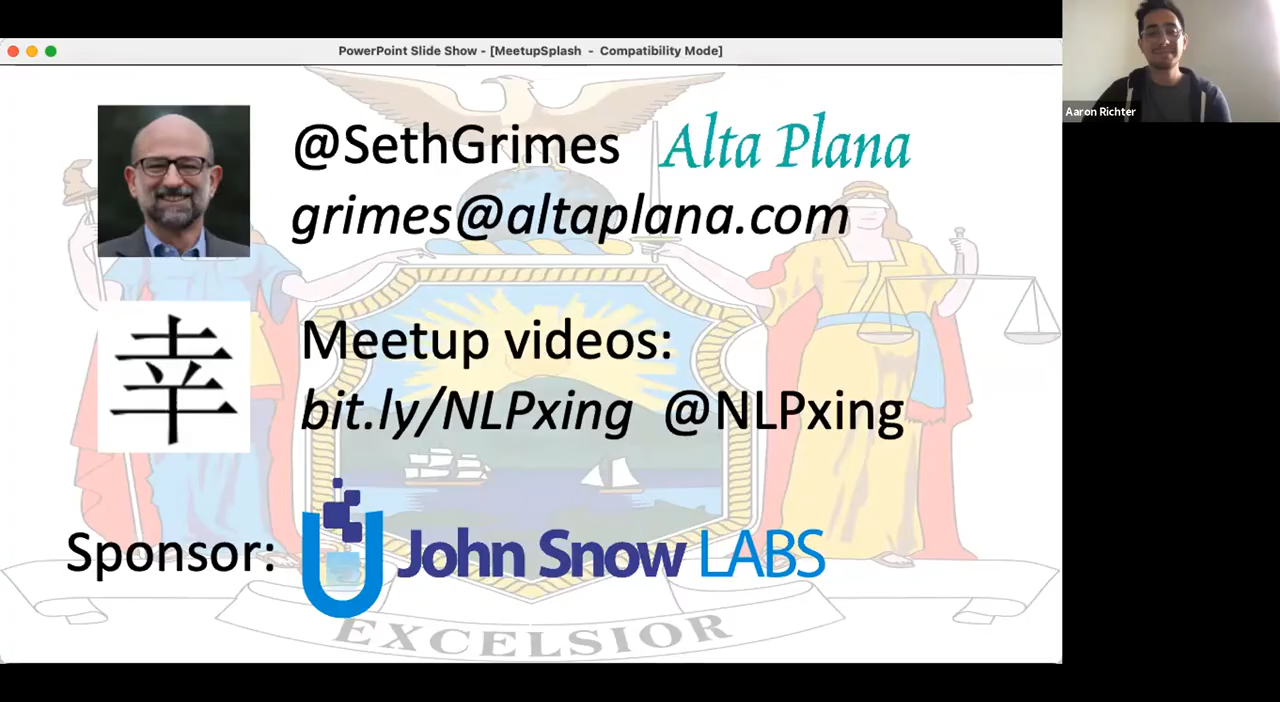 PowerPoint Slide Show - [MeetupSplash - Compatibility Mode]
Aaron Richter
@SethGrimes Alta Plana
grimes@altaplana.com
幸
Meetup videos:
bit.ly/NLPxing @NLPxing
Sponsor: John Snow LABS
EXCELSIOR